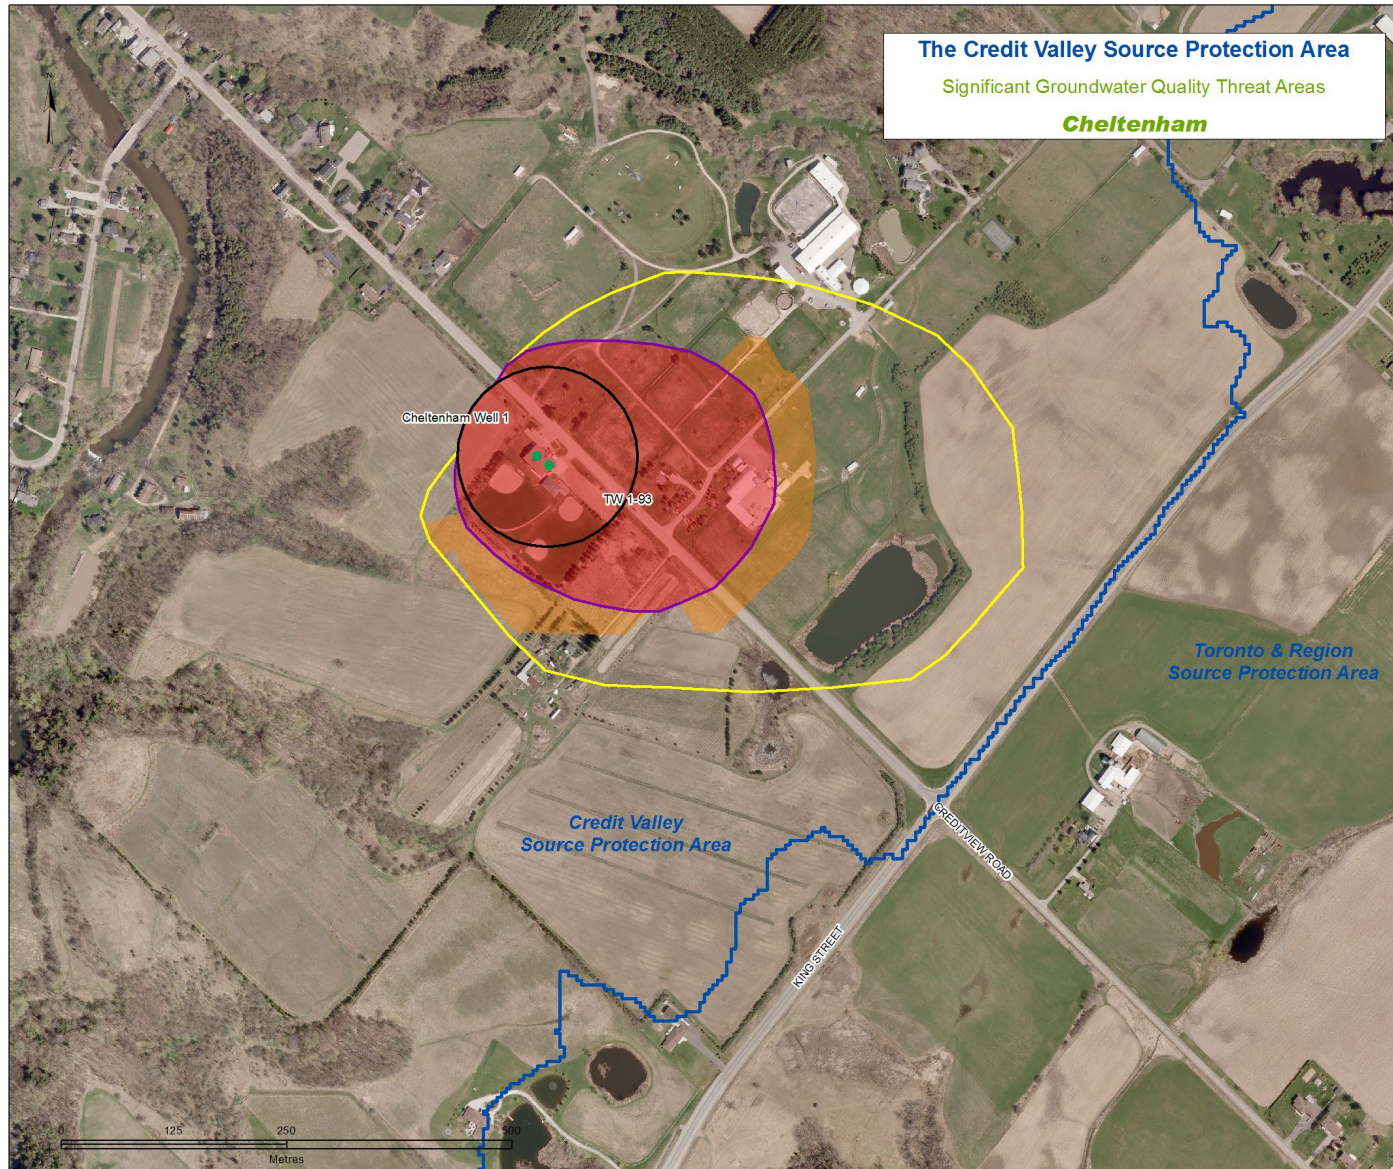 The Credit Valley Source Protection Area
Significant Groundwater Quality Threat Areas
Cheltenham
Cheltenham Well 1
TW 1-93
Toronto & Region
Source Protection Area
Credit Valley
Source Protection Area
CREDITVIEW ROAD
KING STREET
0 125 250 500
Metres